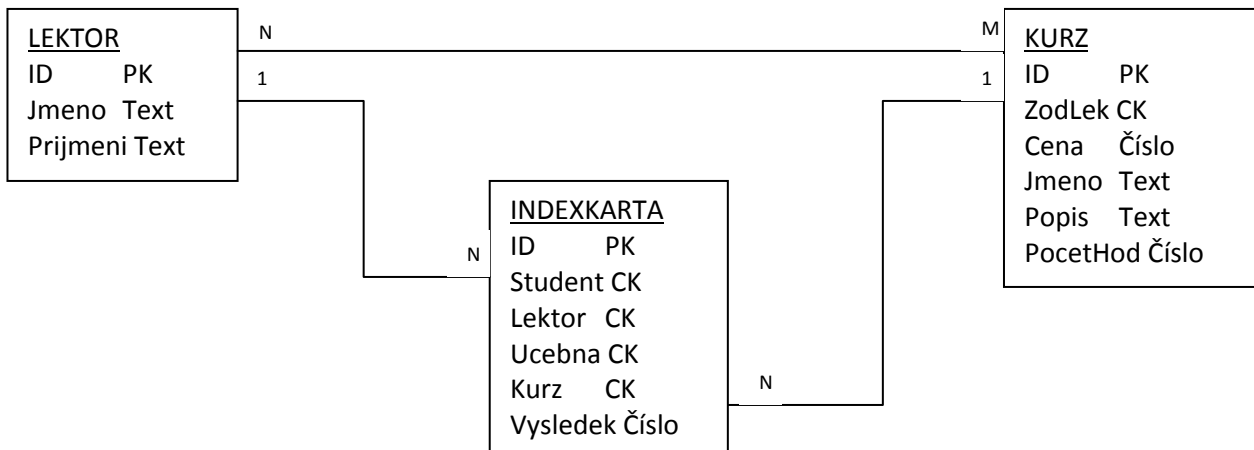 LEKTOR
ID PK
Jmeno Text
Prijmeni Text
N
1
M
1
KURZ
ID PK
ZodLek CK
Cena Číslo
Jmeno Text
Popis Text
PocetHod Číslo
N
INDEXKARTA
ID PK
Student CK
Lektor CK
Ucebna CK
Kurz CK
Vysledek Číslo
N